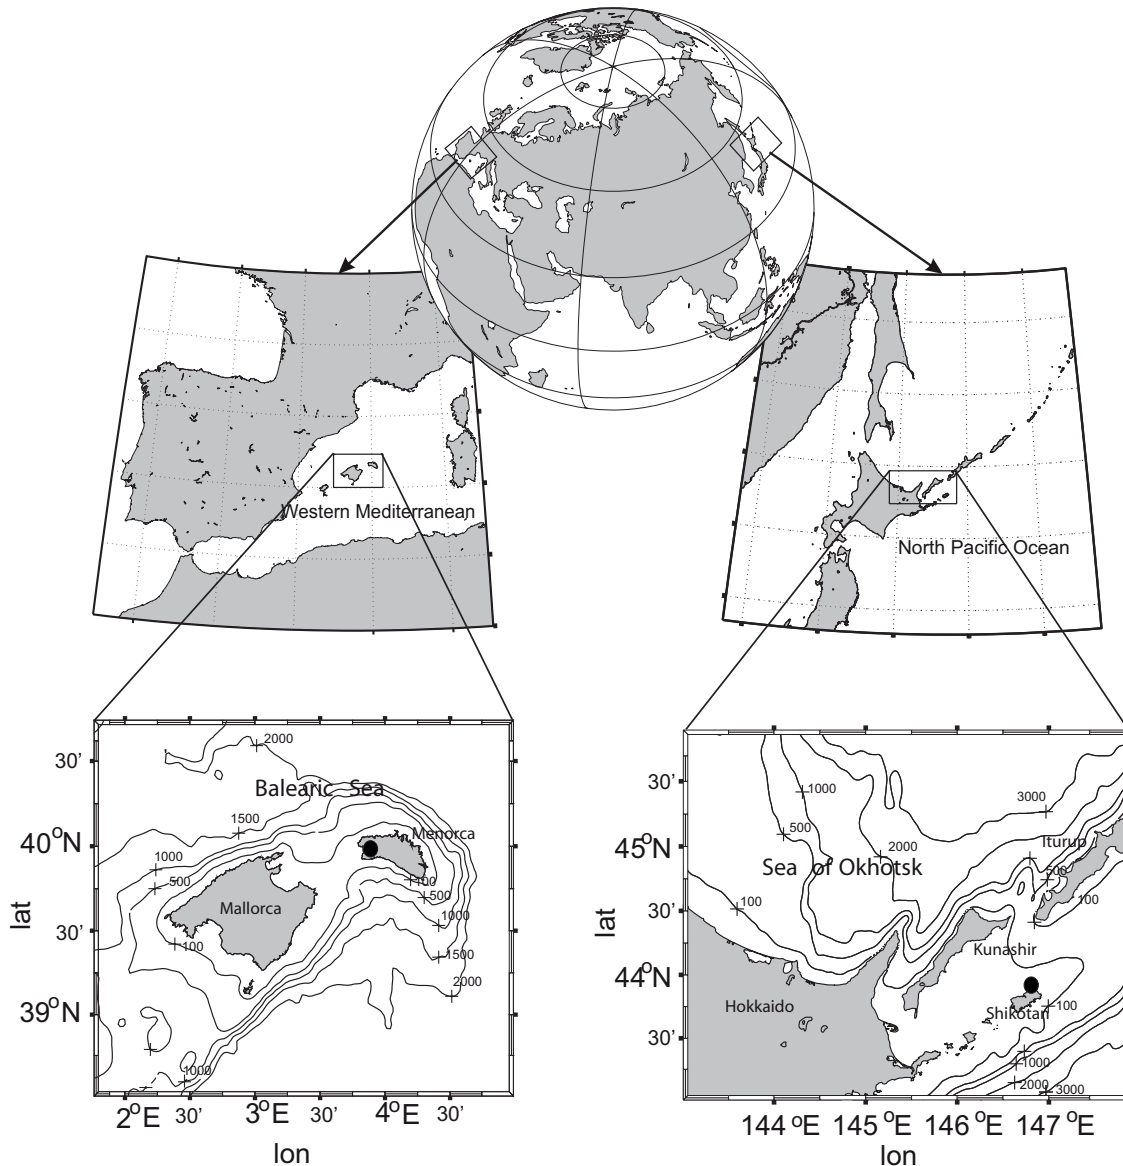 Western Mediterranean
North Pacific Ocean
2000
30'
Balearic Sea
1500
Menorca
40°N
1000
500
100
500
Mallorca
1000
lat
30'
100
1500
2000
39°N
1000
2°E 30' 3°E 30' 4°E 30'
lon
30'
1000
3000
500
Iturup
45°N
2000
Sea of Okhotsk
500
100
100
30'
lat
Kunashir
44°N
Hokkaido
Shikotan
100
30'
1000
2000
3000
144°E 145°E 146°E 147°E
lon